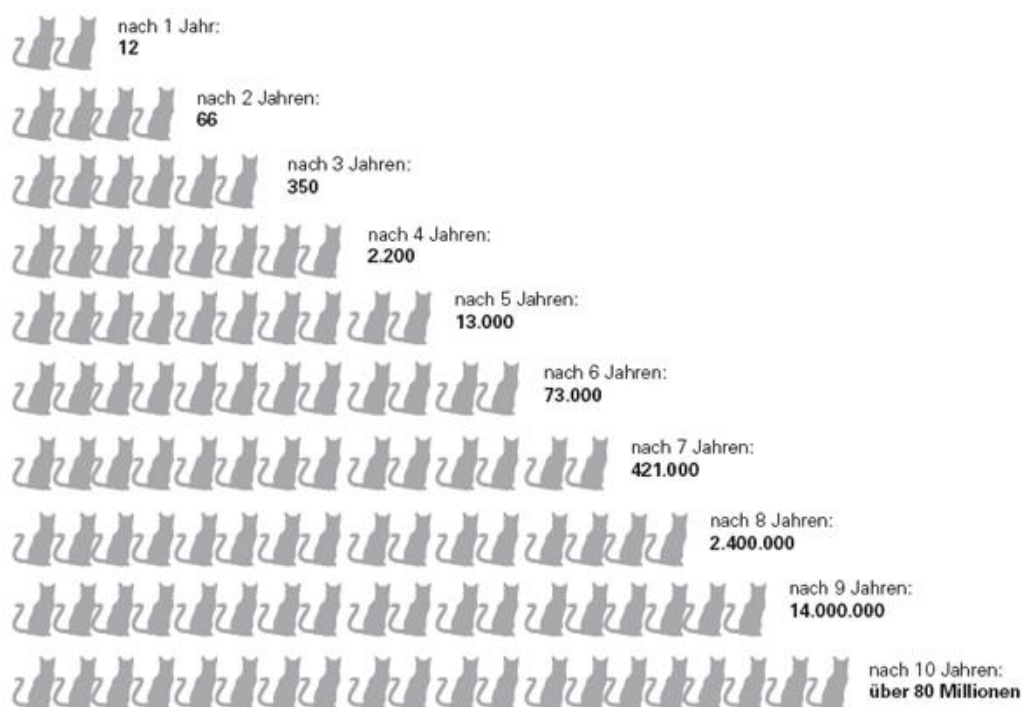 nach 1 Jahr:
12
nach 2 Jahren:
66
nach 3 Jahren:
350
nach 4 Jahren:
2.200
nach 5 Jahren:
13.000
nach 6 Jahren:
73.000
nach 7 Jahren:
421.000
nach 8 Jahren:
2.400.000
nach 9 Jahren:
14.000.000
nach 10 Jahren:
über 80 Millionen